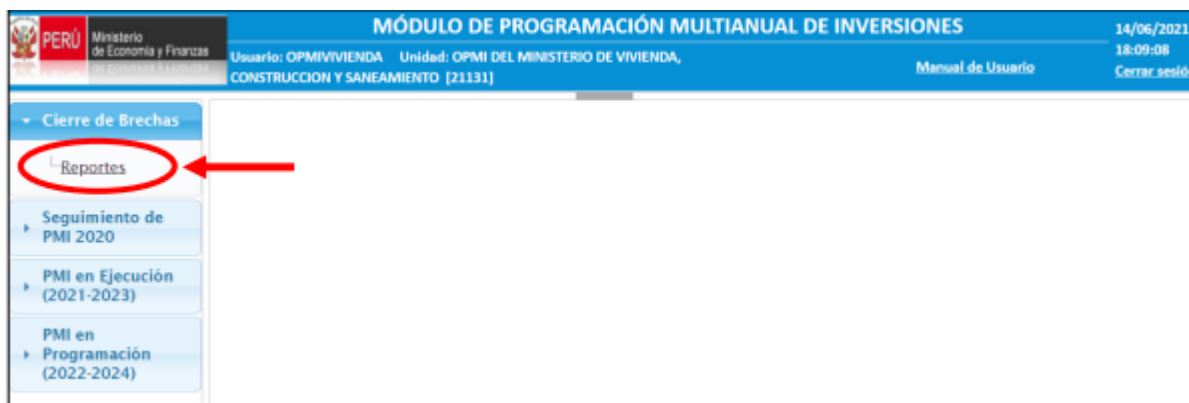 MÓDULO DE PROGRAMACIÓN MULTIANUAL DE INVERSIONES
PERÚ
Ministerio
de Economía y Finanzas
Usuario: OPMIVIVIENDA Unidad: OPMI DEL MINISTERIO DE VIVIENDA,
CONSTRUCCION Y SANEAMIENTO [21131]
Manual de Usuario
14/06/2021
18:09:08
Cerrar sesió
Cierre de Brechas
Reportes
Seguimiento de
PMI 2020
PMI en Ejecución
(2021-2023)
PMI en
Programación
(2022-2024)